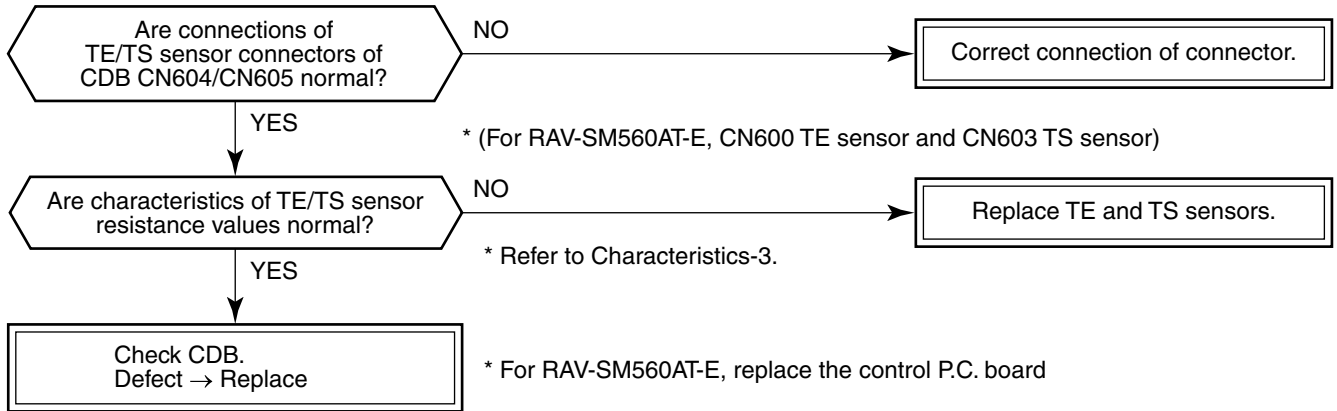 Are connections of
TE/TS sensor connectors of
CDB CN604/CN605 normal?
NO
Correct connection of connector.
YES
* (For RAV-SM560AT-E, CN600 TE sensor and CN603 TS sensor)
Are characteristics of TE/TS sensor
resistance values normal?
NO
Replace TE and TS sensors.
* Refer to Characteristics-3.
YES
Check CDB.
Defect → Replace
* For RAV-SM560AT-E, replace the control P.C. board